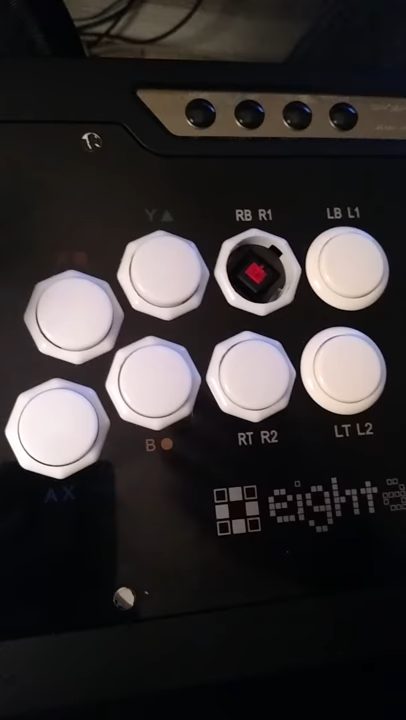 Y▲
RB R1
LB L1
B●
RT R2
LT L2
A X
eight